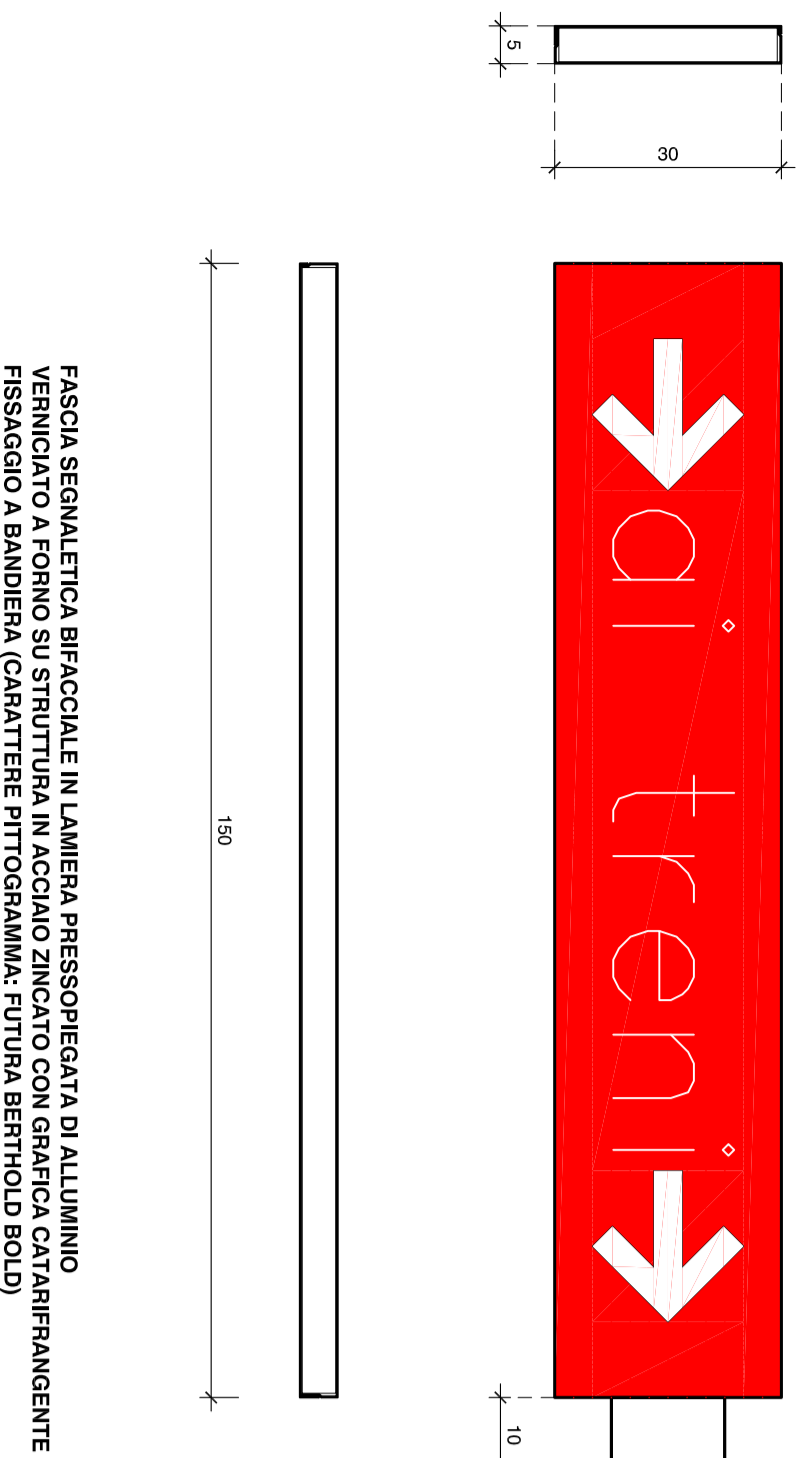 5
30
ai treni
150
10
FASCIA SEGNALETICA BIFACCIALE IN LAMIERA PRESSOPIEGATA DI ALLUMINIO
VERNICIATO A FORNO SU STRUTTURA IN ACCIAIO ZINCATO CON GRAFICA CATARIFRANGENTE
FISSAGGIO A BANDIERA (CARATTERE PITTOGRAMMA: FUTURA BERTHOLD BOLD)